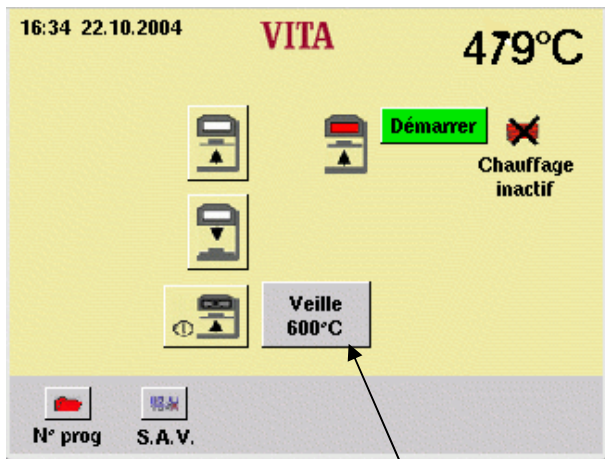 16:34 22.10.2004
VITA
479°C
Démarrer
Chauffage
inactif
Veille
600°C
N° prog
S.A.V.